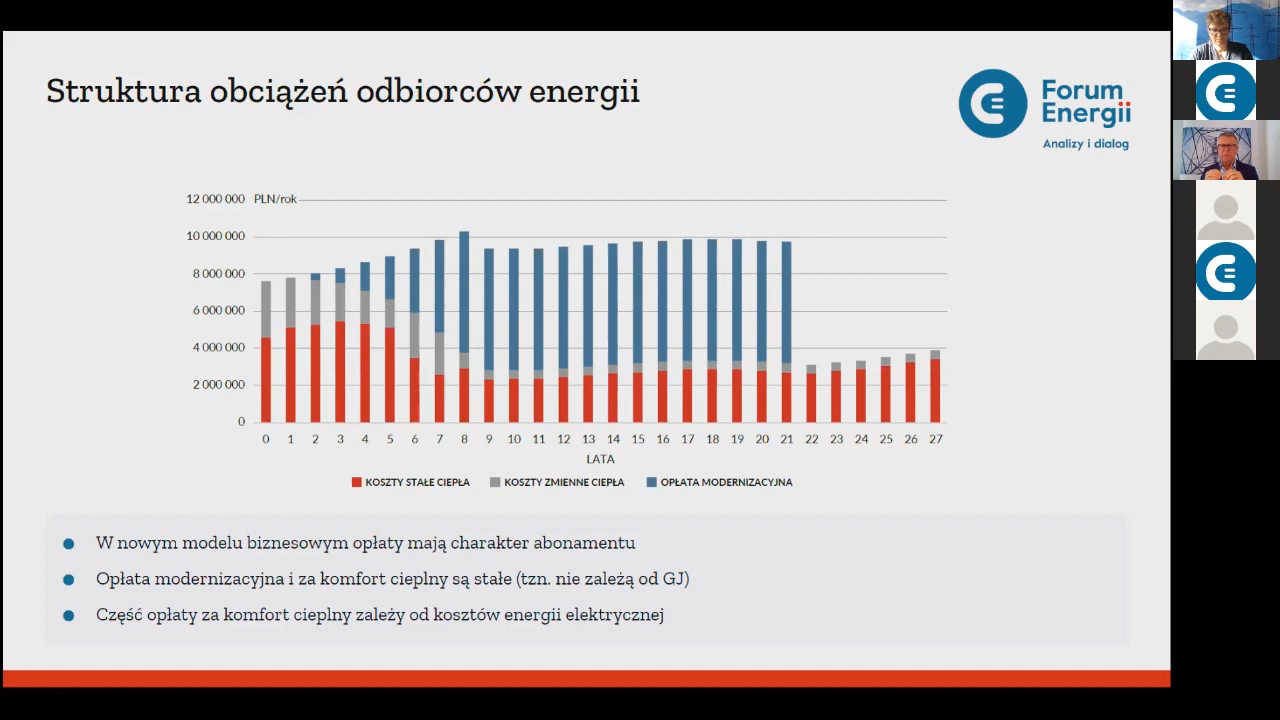 Struktura obciążeń odbiorców energii
Forum
Energii
Analizy i dialog
12 000 000 PLN/rok
10 000 000
8 000 000
6 000 000
4 000 000
2 000 000
0
0 1 2 3 4 5 6 7 8 9 10 11 12 13 14 15 16 17 18 19 20 21 22 23 24 25 26 27
LATA
KOSZTY STAŁE CIEPŁA KOSZTY ZMIENNE CIEPŁA OPŁATA MODERNIZACYJNA
W nowym modelu biznesowym opłaty mają charakter abonamentu
Opłata modernizacyjna i za komfort cieplny są stałe (tzn. nie zależą od GJ)
Część opłaty za komfort cieplny zależy od kosztów energii elektrycznej